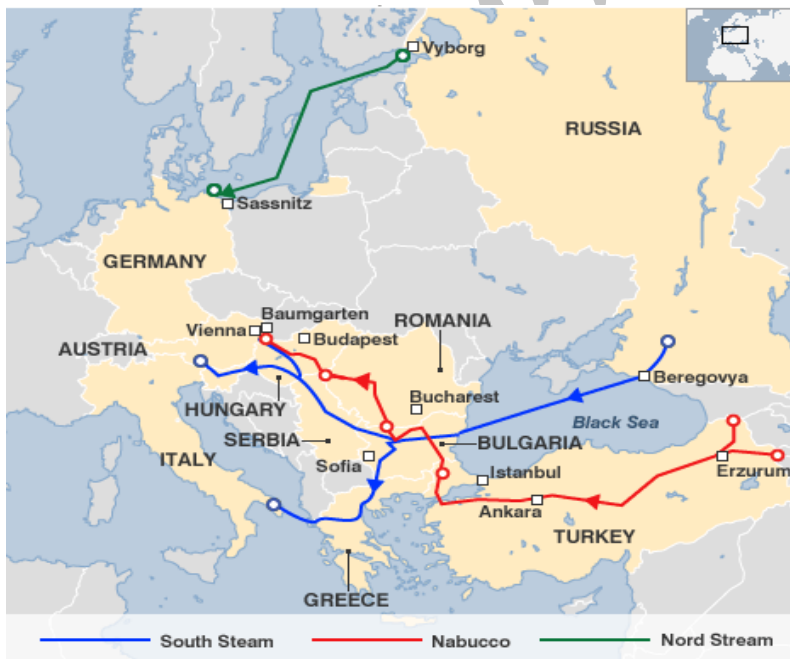 Vyborg
RUSSIA
Sassnitz
GERMANY
Baumgarten
Vienna
Budapest
ROMANIA
AUSTRIA
Beregovya
Bucharest
HUNGARY
Black Sea
SERBIA
BULGARIA
ITALY
Sofia
Istanbul
Erzurum
Ankara
TURKEY
GREECE
South Steam
Nabucco
Nord Stream